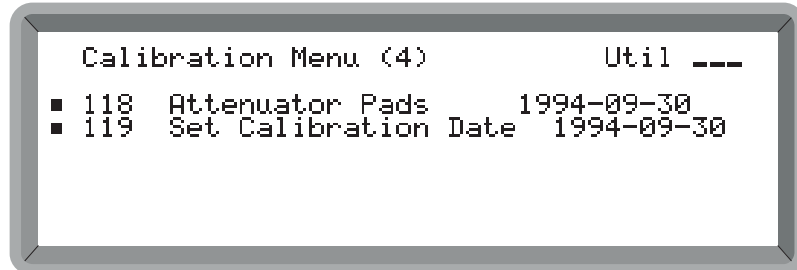 Calibration Menu (4) Util ___
■ 118 Attenuator Pads 1994-09-30
■ 119 Set Calibration Date 1994-09-30